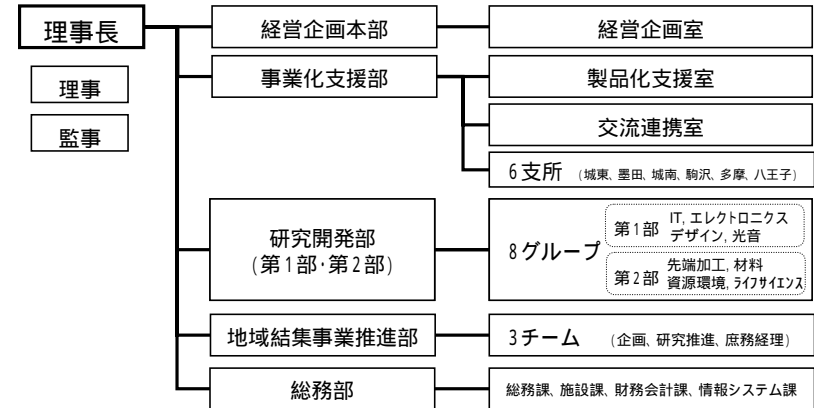 理事長
理事
監事
経営企画本部
経営企画室
事業化支援部
製品化支援室
交流連携室
6支所 (城東、墨田、城南、駒沢、多摩、八王子)
研究開発部
(第1部・第2部)
8グループ
第1部 IT, エレクトロニクス
デザイン, 光音
第2部 先端加工, 材料
資源環境, ライフサイエンス
地域結集事業推進部
3チーム (企画、研究推進、庶務経理)
総務部
総務課、施設課、財務会計課、情報システム課